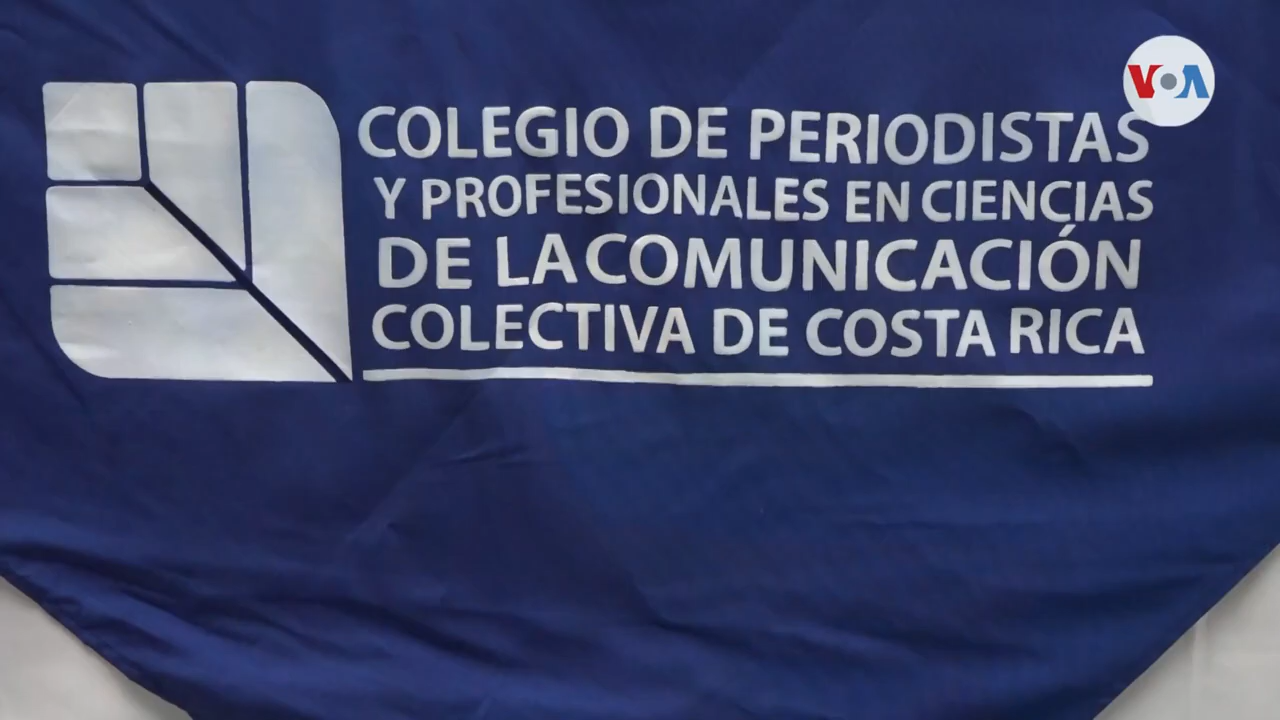 VOA
COLEGIO DE PERIODISTAS
Y PROFESIONALES EN CIENCIAS
DE LA COMUNICACIÓN
COLECTIVA DE COSTA RICA